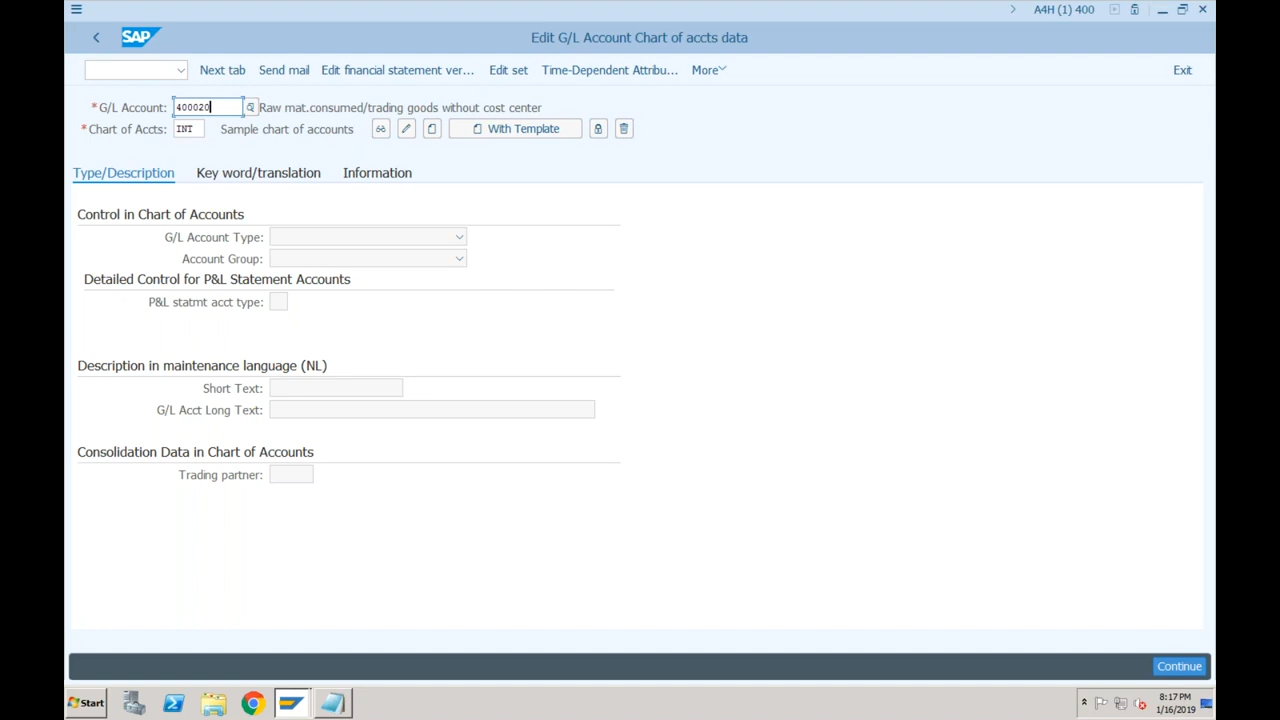 A4H (1) 400
SAP Edit G/L Account Chart of accts data
Next tab Send mail Edit financial statement ver... Edit set Time-Dependent Attribu... More Exit
*G/L Account: 400020 Raw mat.consumed/trading goods without cost center
*Chart of Accts: INT Sample chart of accounts With Template
Type/Description Key word/translation Information
Control in Chart of Accounts
G/L Account Type:
Account Group:
Detailed Control for P&L Statement Accounts
P&L statmt acct type:
Description in maintenance language (NL)
Short Text:
G/L Acct Long Text:
Consolidation Data in Chart of Accounts
Trading partner:
Continue
Start 8:17 PM
1/16/2019